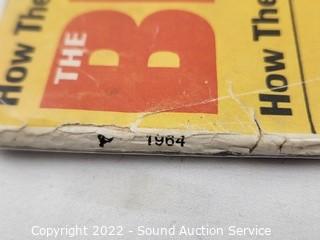 How The
THE
B
How The
1964
Copyright 2022 - Sound Auction Service